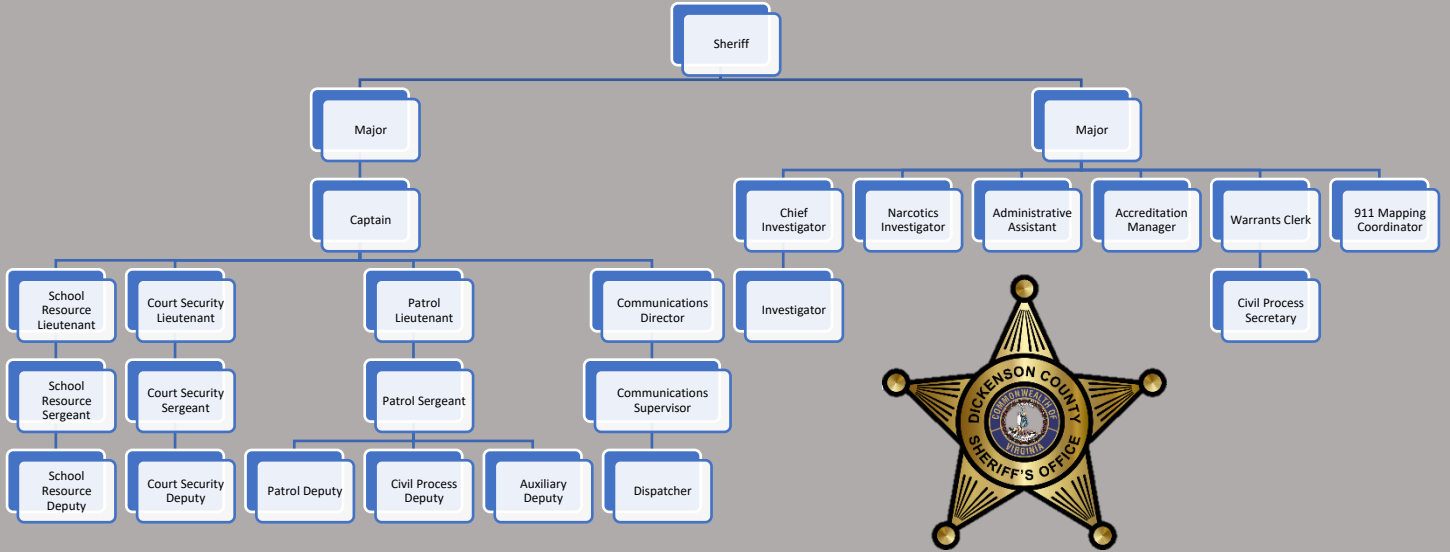 Sheriff
Major
Major
Captain
Chief
Investigator
Narcotics
Investigator
Administrative
Assistant
Accreditation
Manager
Warrants Clerk
911 Mapping
Coordinator
School
Resource
Lieutenant
Court Security
Lieutenant
Patrol
Lieutenant
Communications
Director
Investigator
Civil Process
Secretary
School
Resource
Sergeant
Court Security
Sergeant
Patrol Sergeant
Communications
Supervisor
School
Resource
Deputy
Court Security
Deputy
Patrol Deputy
Civil Process
Deputy
Auxiliary
Deputy
Dispatcher
DICKENSON COUNTY
SHERIFF'S OFFICE
COMMONWEALTH OF
VIRGINIA